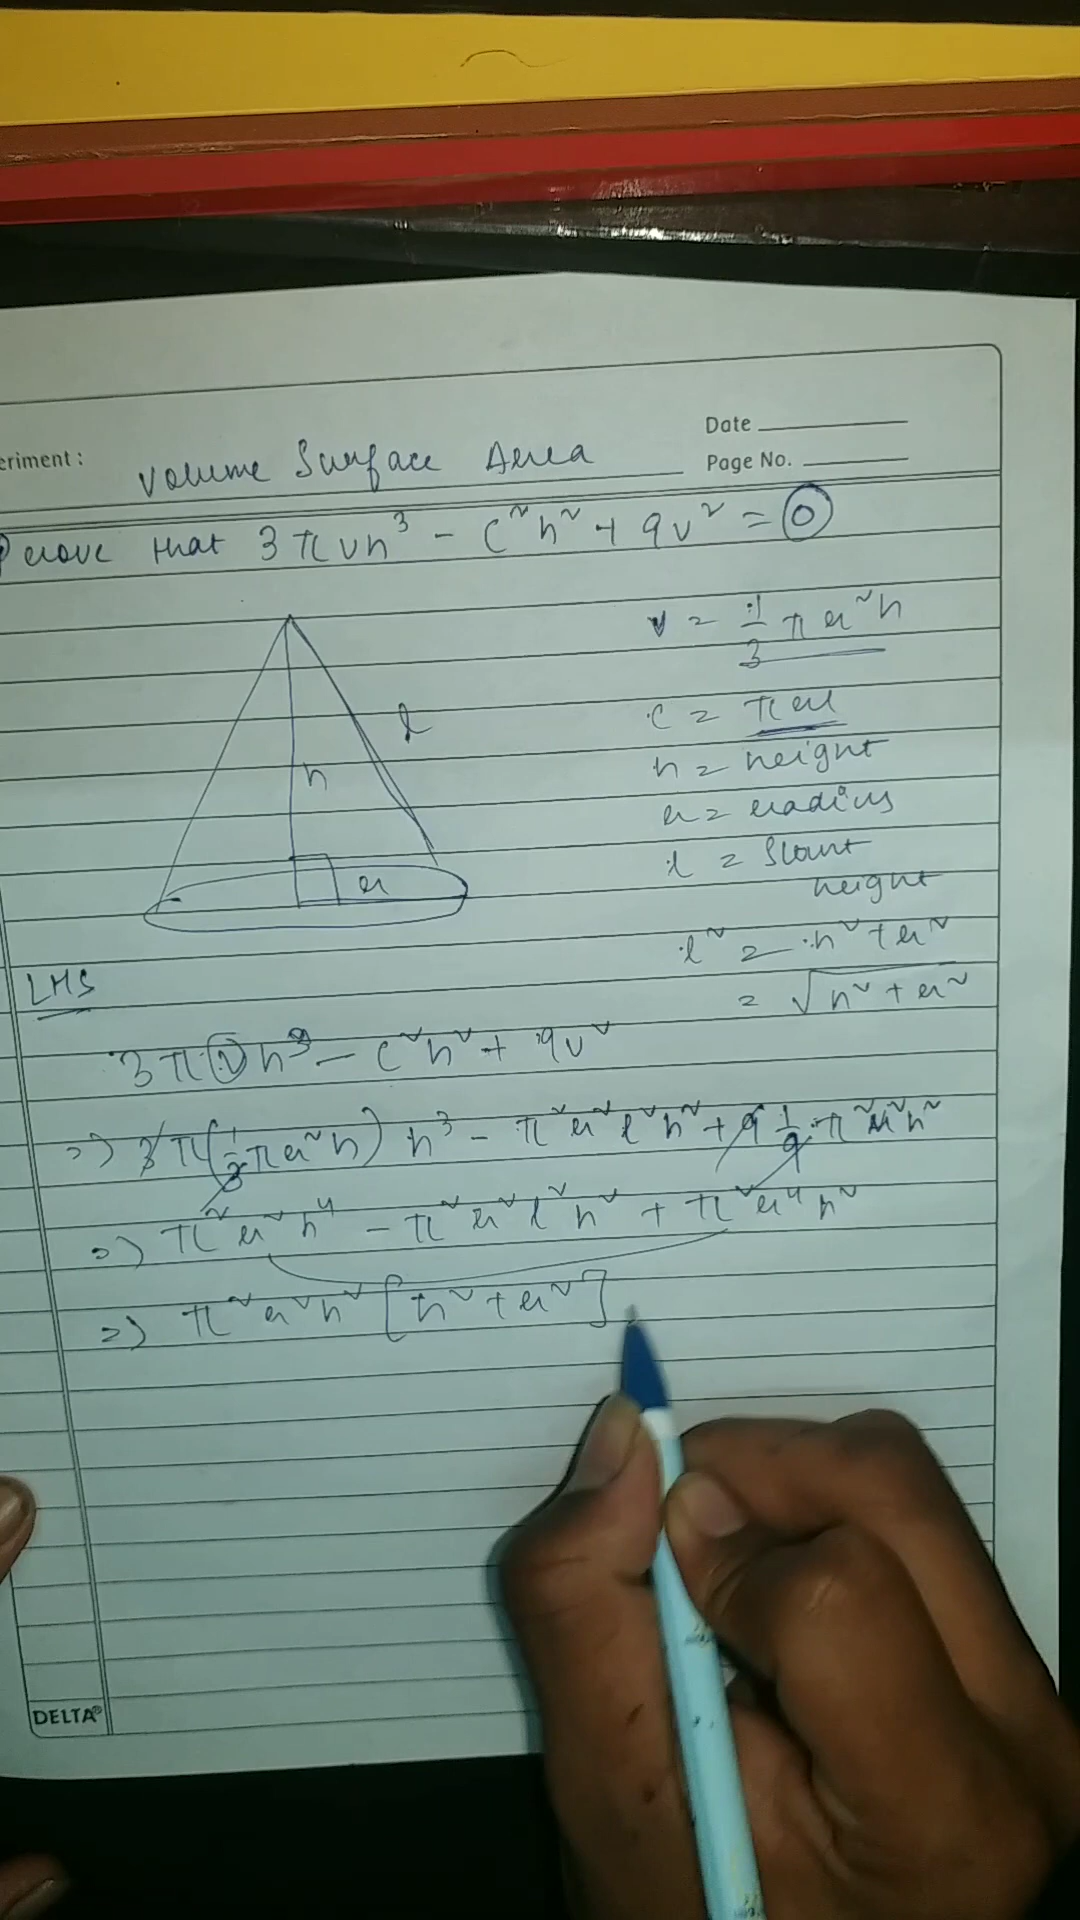 eriment :
Volume Surface Area
Date
Page No.
Prove that 3πvh³ - c²h² + 9v² = 0
v = 1/3 πr²h
c = πrl
h = height
r = radius
l = Slant
height
l² = h² + r²
= √h² + r²
h
l
r
LHS
3πvh³ - c²h² + 9v²
=) 3π(1/3 πr²h) h³ - π²r²l²h² + 9 1/9 · π²r²h²
=) π²r²h⁴ - π²r²l²h² + π²r⁴h²
=) π²r²h² [h² + r²]
DELTA®